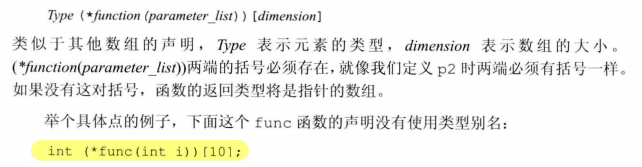 Type (*function (parameter_list)) [dimension]
类似于其他数组的声明，Type 表示元素的类型，dimension 表示数组的大小。
(*function(parameter_list))两端的括号必须存在，就像我们定义 p2 时两端必须有括号一样。
如果没有这对括号，函数的返回类型将是指针的数组。
举个具体点的例子，下面这个 func 函数的声明没有使用类型别名：
int (*func(int i))[10];